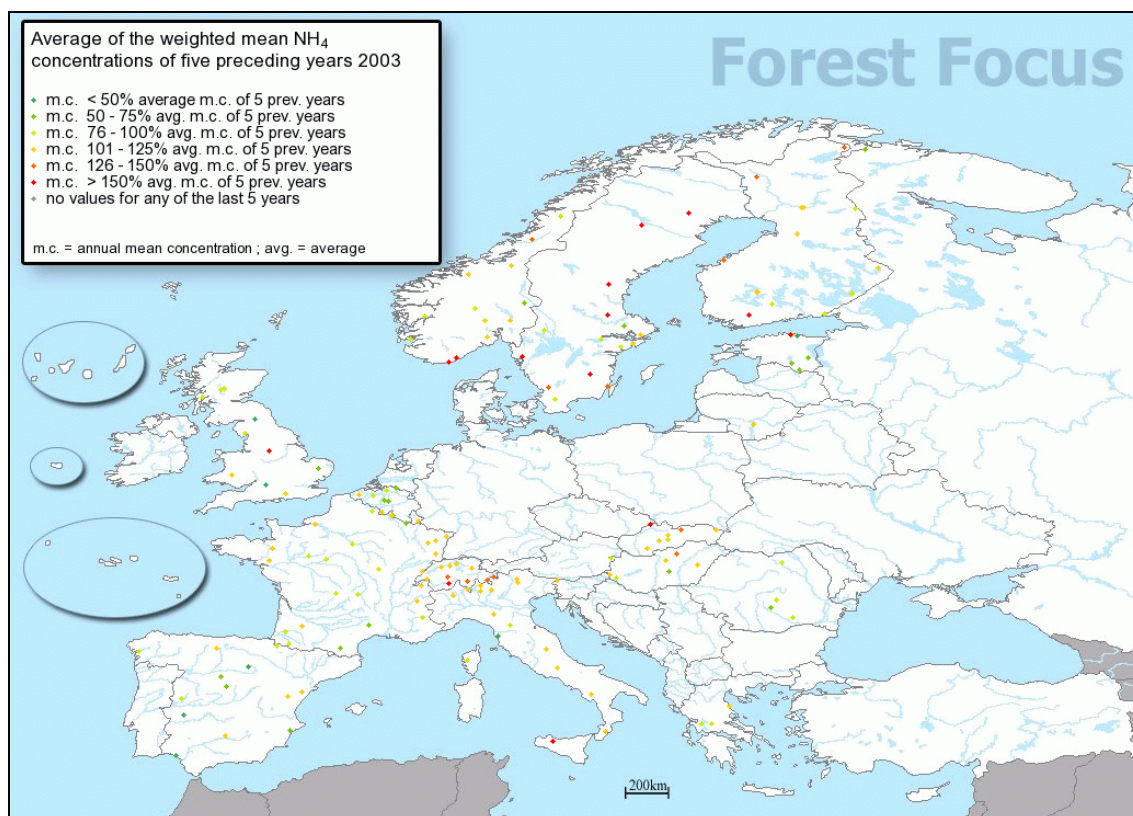 Average of the weighted mean NH₄
concentrations of five preceding years 2003
m.c. < 50% average m.c. of 5 prev. years
m.c. 50 - 75% avg. m.c. of 5 prev. years
m.c. 76 - 100% avg. m.c. of 5 prev. years
m.c. 101 - 125% avg. m.c. of 5 prev. years
m.c. 126 - 150% avg. m.c. of 5 prev. years
m.c. > 150% avg. m.c. of 5 prev. years
no values for any of the last 5 years
m.c. = annual mean concentration ; avg. = average
Forest Focus
200km